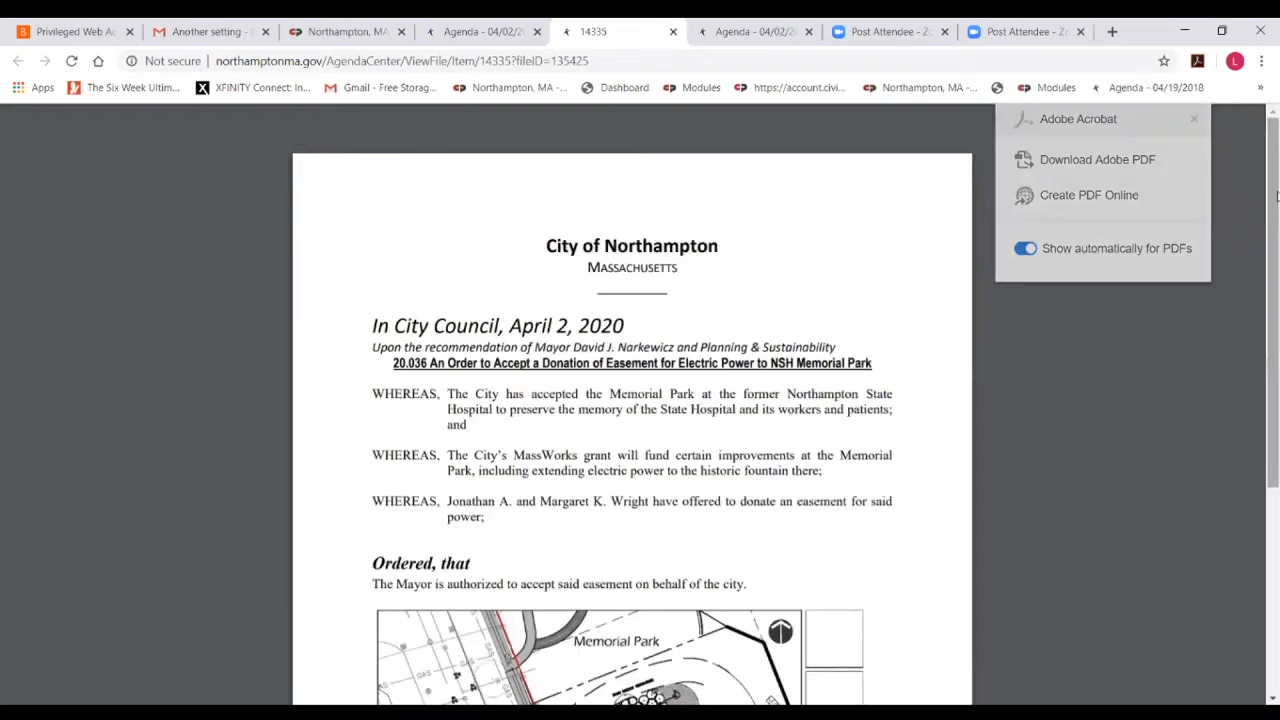 Privileged Web Ac
Another setting -
Northampton, MA
Agenda - 04/02/20
14335
Agenda - 04/02/20
Post Attendee - Zo
Post Attendee - Zo
Not secure
northamptonma.gov/AgendaCenter/ViewFile/Item/14335?fileID=135425
L
Apps
The Six Week Ultim...
XFINITY Connect: In...
Gmail - Free Storag...
Northampton, MA -...
Dashboard
Modules
https://account.civi...
Northampton, MA -...
Modules
Agenda - 04/19/2018
»
Adobe Acrobat
Download Adobe PDF
Create PDF Online
Show automatically for PDFs
City of Northampton
MASSACHUSETTS
In City Council, April 2, 2020
Upon the recommendation of Mayor David J. Narkewicz and Planning & Sustainability
20.036 An Order to Accept a Donation of Easement for Electric Power to NSH Memorial Park
WHEREAS, The City has accepted the Memorial Park at the former Northampton State
Hospital to preserve the memory of the State Hospital and its workers and patients;
and
WHEREAS, The City's MassWorks grant will fund certain improvements at the Memorial
Park, including extending electric power to the historic fountain there;
WHEREAS, Jonathan A. and Margaret K. Wright have offered to donate an easement for said
power;
Ordered, that
The Mayor is authorized to accept said easement on behalf of the city.
Memorial Park
GAS
GAS